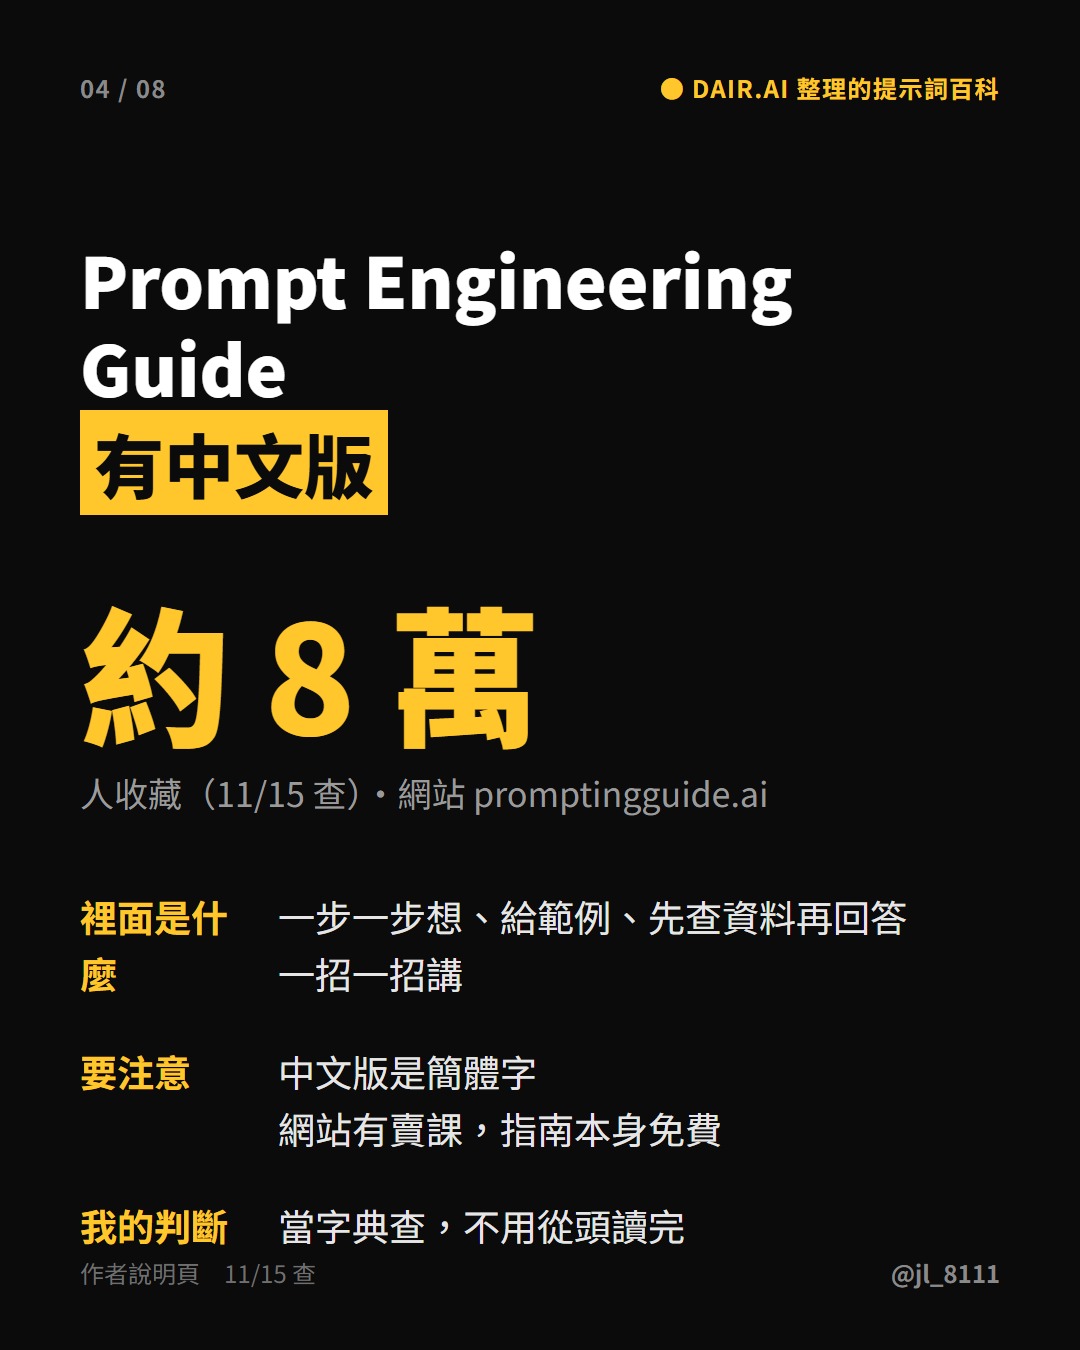 04 / 08
● DAIR.AI 整理的提示詞百科
Prompt Engineering
Guide
有中文版
約 8 萬
人收藏（11/15 查）・網站 promptingguide.ai
裡面是什麼
一步一步想、給範例、先查資料再回答
一招一招講
要注意
中文版是簡體字
網站有賣課，指南本身免費
我的判斷
當字典查，不用從頭讀完
作者說明頁 11/15 查
@jl_8111